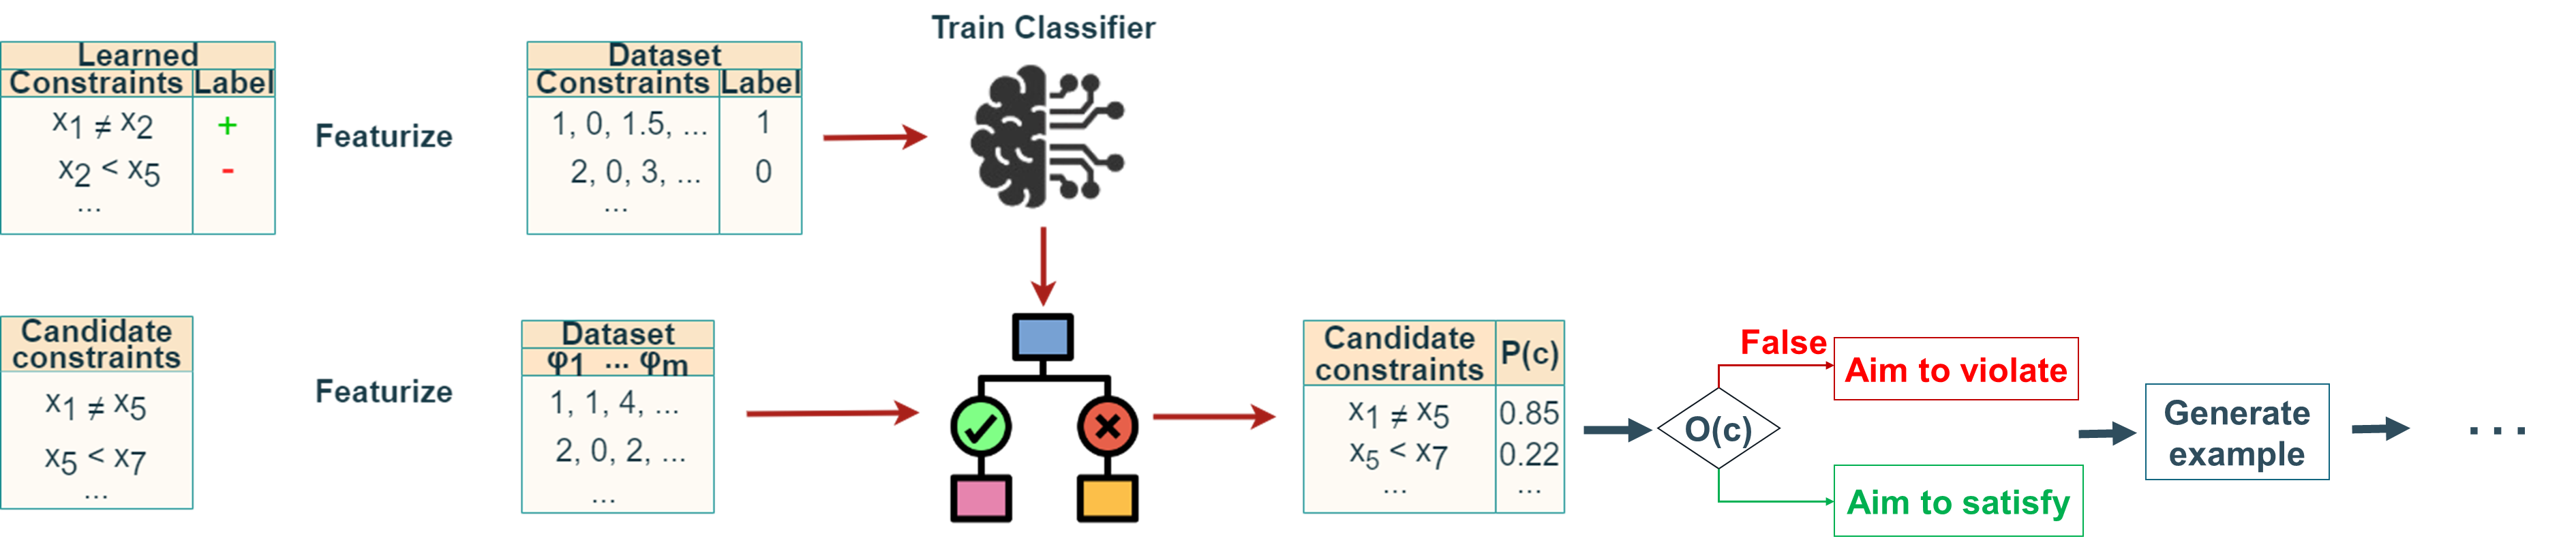 Train Classifier
Learned
Constraints Label
x1 ≠ x2 +
x2 < x5 -
...
Featurize
Dataset
Constraints Label
1, 0, 1.5, ... 1
2, 0, 3, ... 0
...
Candidate
constraints
x1 ≠ x5
x5 < x7
...
Featurize
Dataset
φ1 ... φm
1, 1, 4, ...
2, 0, 2, ...
...
Candidate
constraints
P(c)
x1 ≠ x5 0.85
x5 < x7 0.22
... ...
O(c)
False
Aim to violate
Aim to satisfy
Generate
example
...